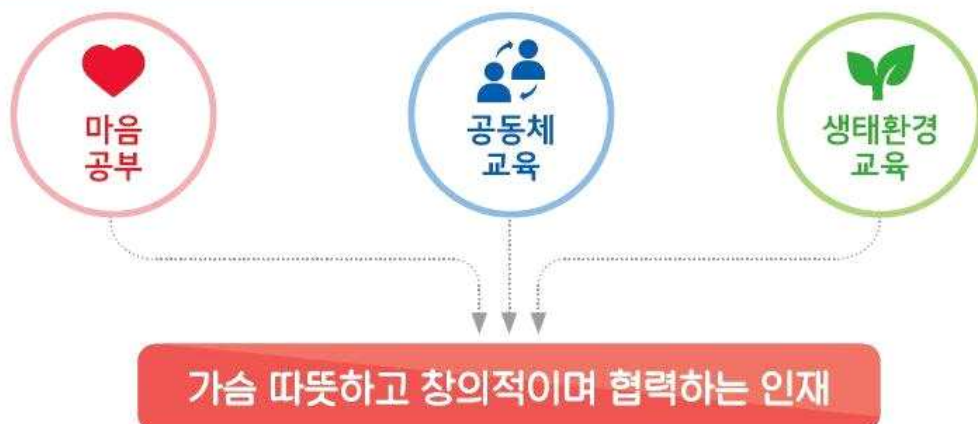 마음
공부
공동체
교육
생태환경
교육
가슴 따뜻하고 창의적이며 협력하는 인재